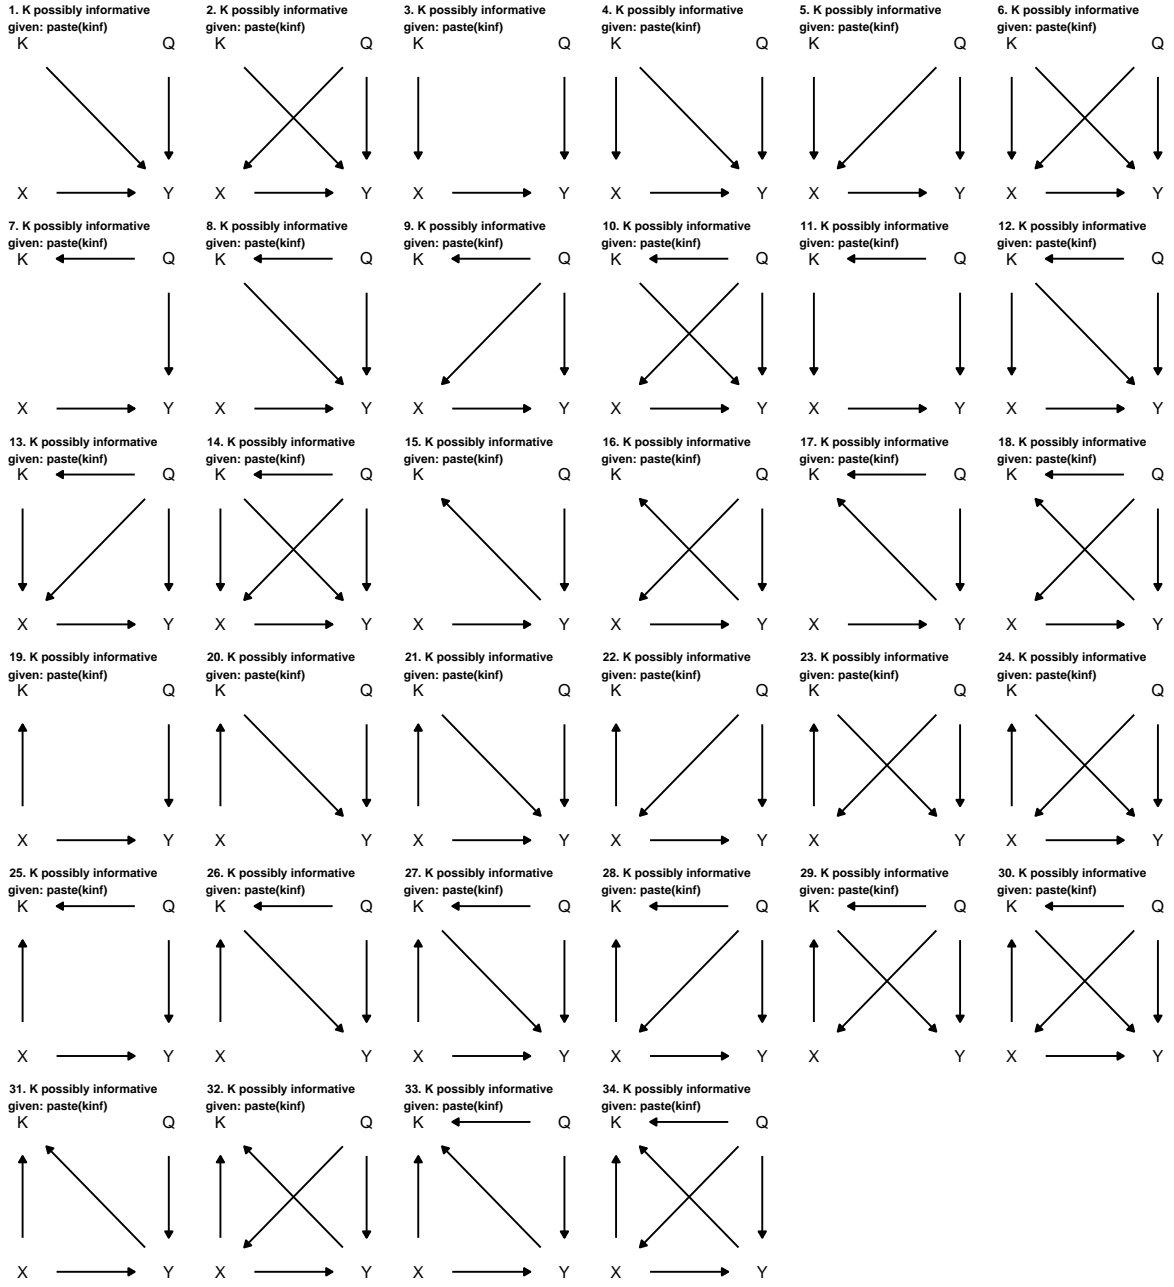 1. K possibly informative
given: paste(kinf)
K Q
X Y
2. K possibly informative
given: paste(kinf)
K Q
X Y
3. K possibly informative
given: paste(kinf)
K Q
X Y
4. K possibly informative
given: paste(kinf)
K Q
X Y
5. K possibly informative
given: paste(kinf)
K Q
X Y
6. K possibly informative
given: paste(kinf)
K Q
X Y
7. K possibly informative
given: paste(kinf)
K Q
X Y
8. K possibly informative
given: paste(kinf)
K Q
X Y
9. K possibly informative
given: paste(kinf)
K Q
X Y
10. K possibly informative
given: paste(kinf)
K Q
X Y
11. K possibly informative
given: paste(kinf)
K Q
X Y
12. K possibly informative
given: paste(kinf)
K Q
X Y
13. K possibly informative
given: paste(kinf)
K Q
X Y
14. K possibly informative
given: paste(kinf)
K Q
X Y
15. K possibly informative
given: paste(kinf)
K Q
X Y
16. K possibly informative
given: paste(kinf)
K Q
X Y
17. K possibly informative
given: paste(kinf)
K Q
X Y
18. K possibly informative
given: paste(kinf)
K Q
X Y
19. K possibly informative
given: paste(kinf)
K Q
X Y
20. K possibly informative
given: paste(kinf)
K Q
X Y
21. K possibly informative
given: paste(kinf)
K Q
X Y
22. K possibly informative
given: paste(kinf)
K Q
X Y
23. K possibly informative
given: paste(kinf)
K Q
X Y
24. K possibly informative
given: paste(kinf)
K Q
X Y
25. K possibly informative
given: paste(kinf)
K Q
X Y
26. K possibly informative
given: paste(kinf)
K Q
X Y
27. K possibly informative
given: paste(kinf)
K Q
X Y
28. K possibly informative
given: paste(kinf)
K Q
X Y
29. K possibly informative
given: paste(kinf)
K Q
X Y
30. K possibly informative
given: paste(kinf)
K Q
X Y
31. K possibly informative
given: paste(kinf)
K Q
X Y
32. K possibly informative
given: paste(kinf)
K Q
X Y
33. K possibly informative
given: paste(kinf)
K Q
X Y
34. K possibly informative
given: paste(kinf)
K Q
X Y